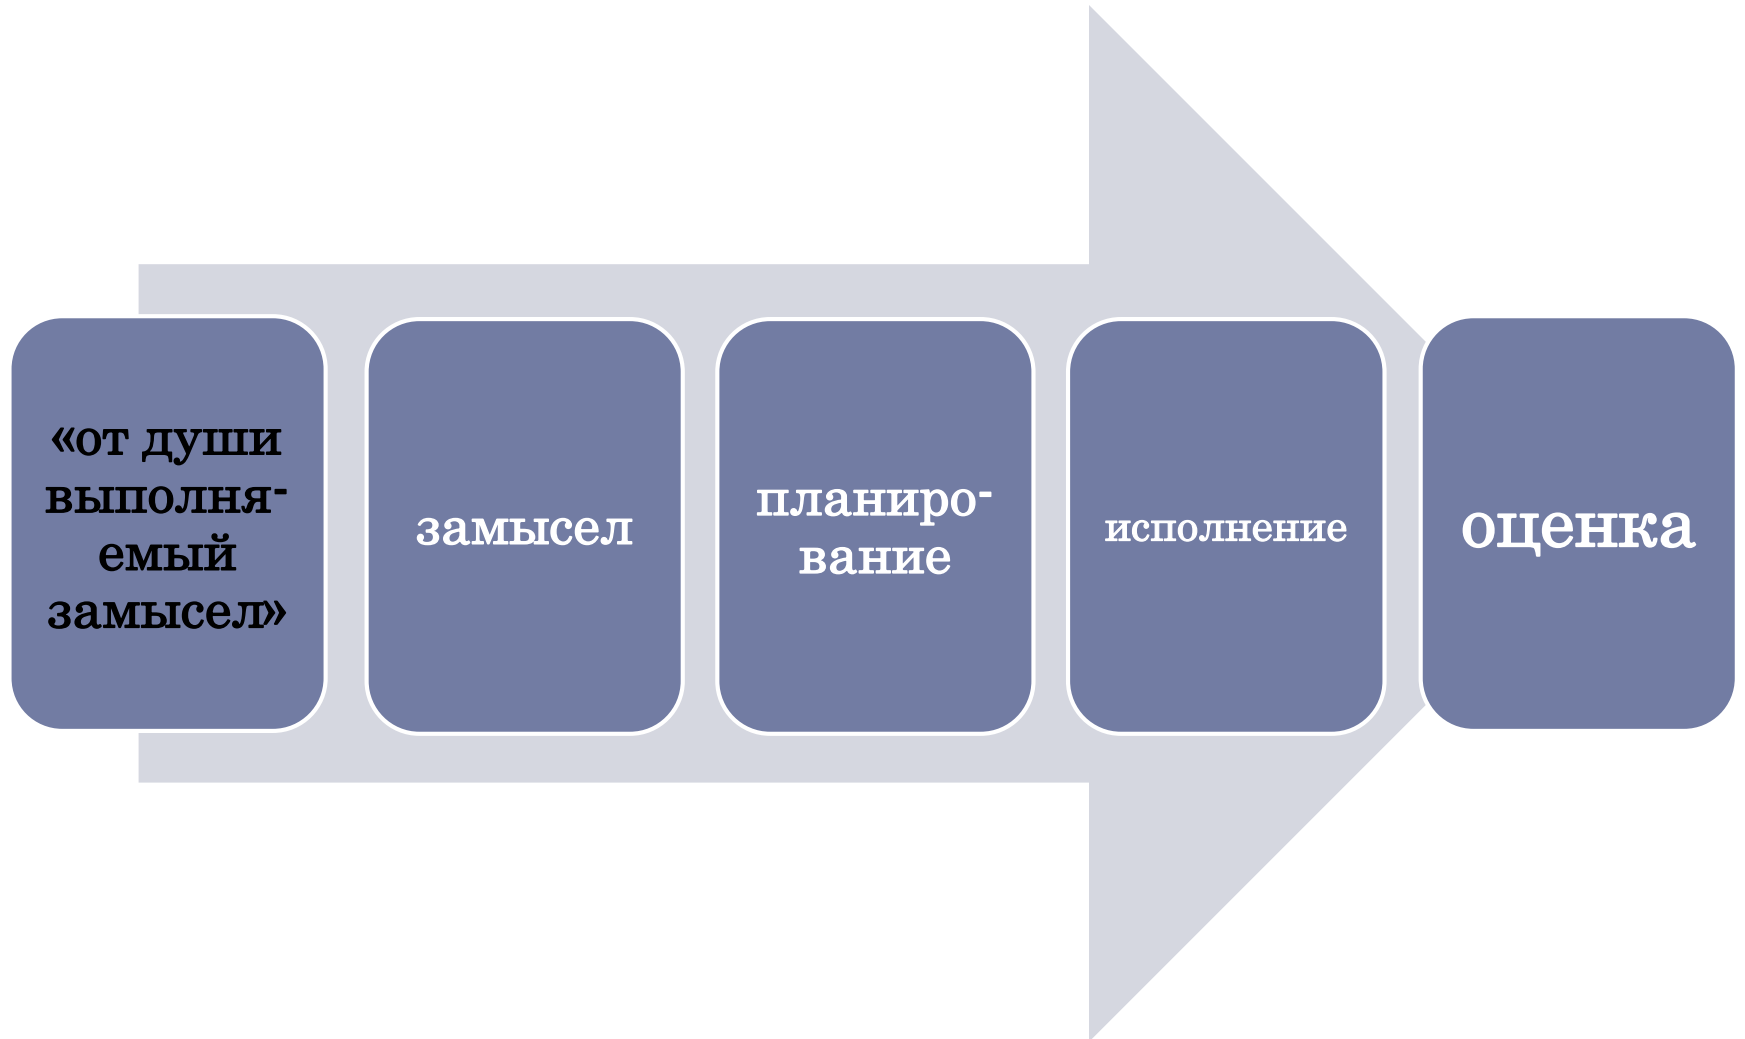 «от души
выполня-
емый
замысел»
замысел
планиро-
вание
исполнение
оценка